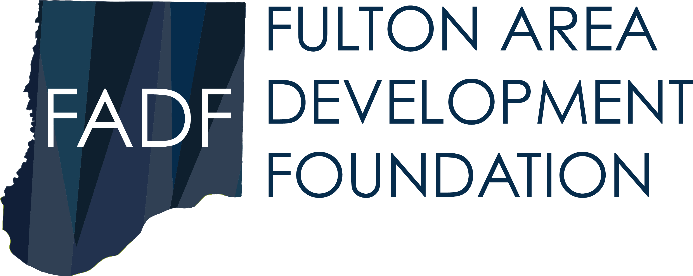 FADF
FULTON AREA
DEVELOPMENT
FOUNDATION